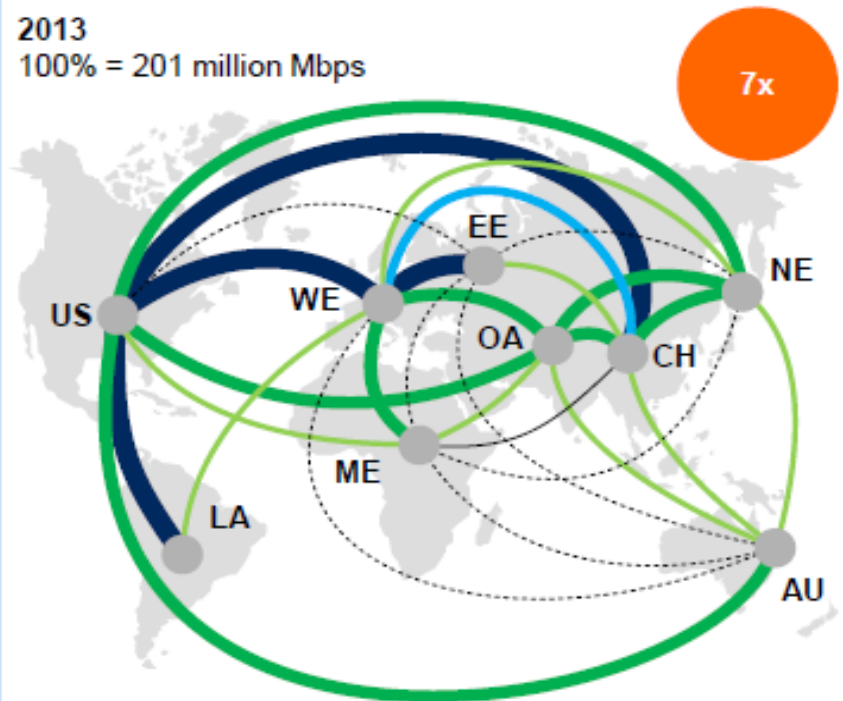 2013
100% = 201 million Mbps
7x
EE
NE
WE
US
OA
CH
ME
LA
AU